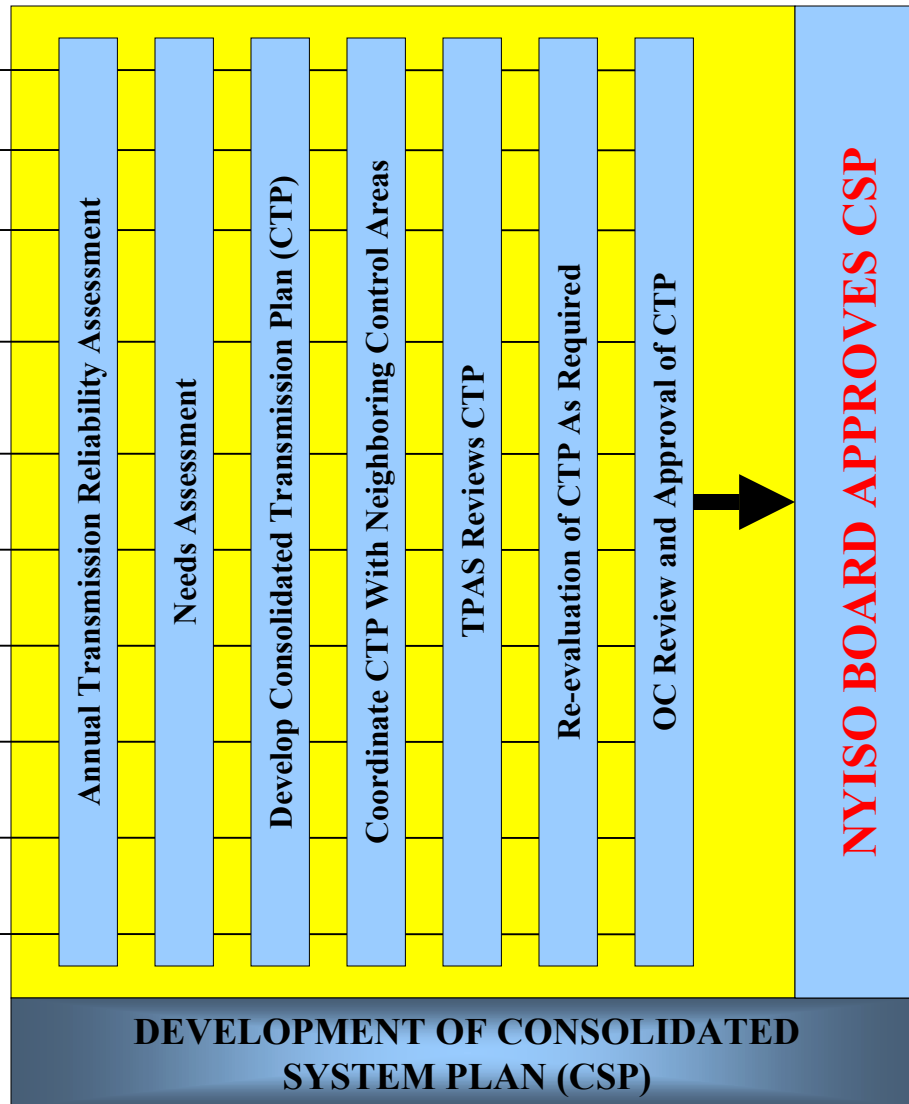 Annual Transmission Reliability Assessment
Needs Assessment
Develop Consolidated Transmission Plan (CTP)
Coordinate CTP With Neighboring Control Areas
TPAS Reviews CTP
Re-evaluation of CTP As Required
OC Review and Approval of CTP
NYISO BOARD APPROVES CSP
DEVELOPMENT OF CONSOLIDATED
SYSTEM PLAN (CSP)